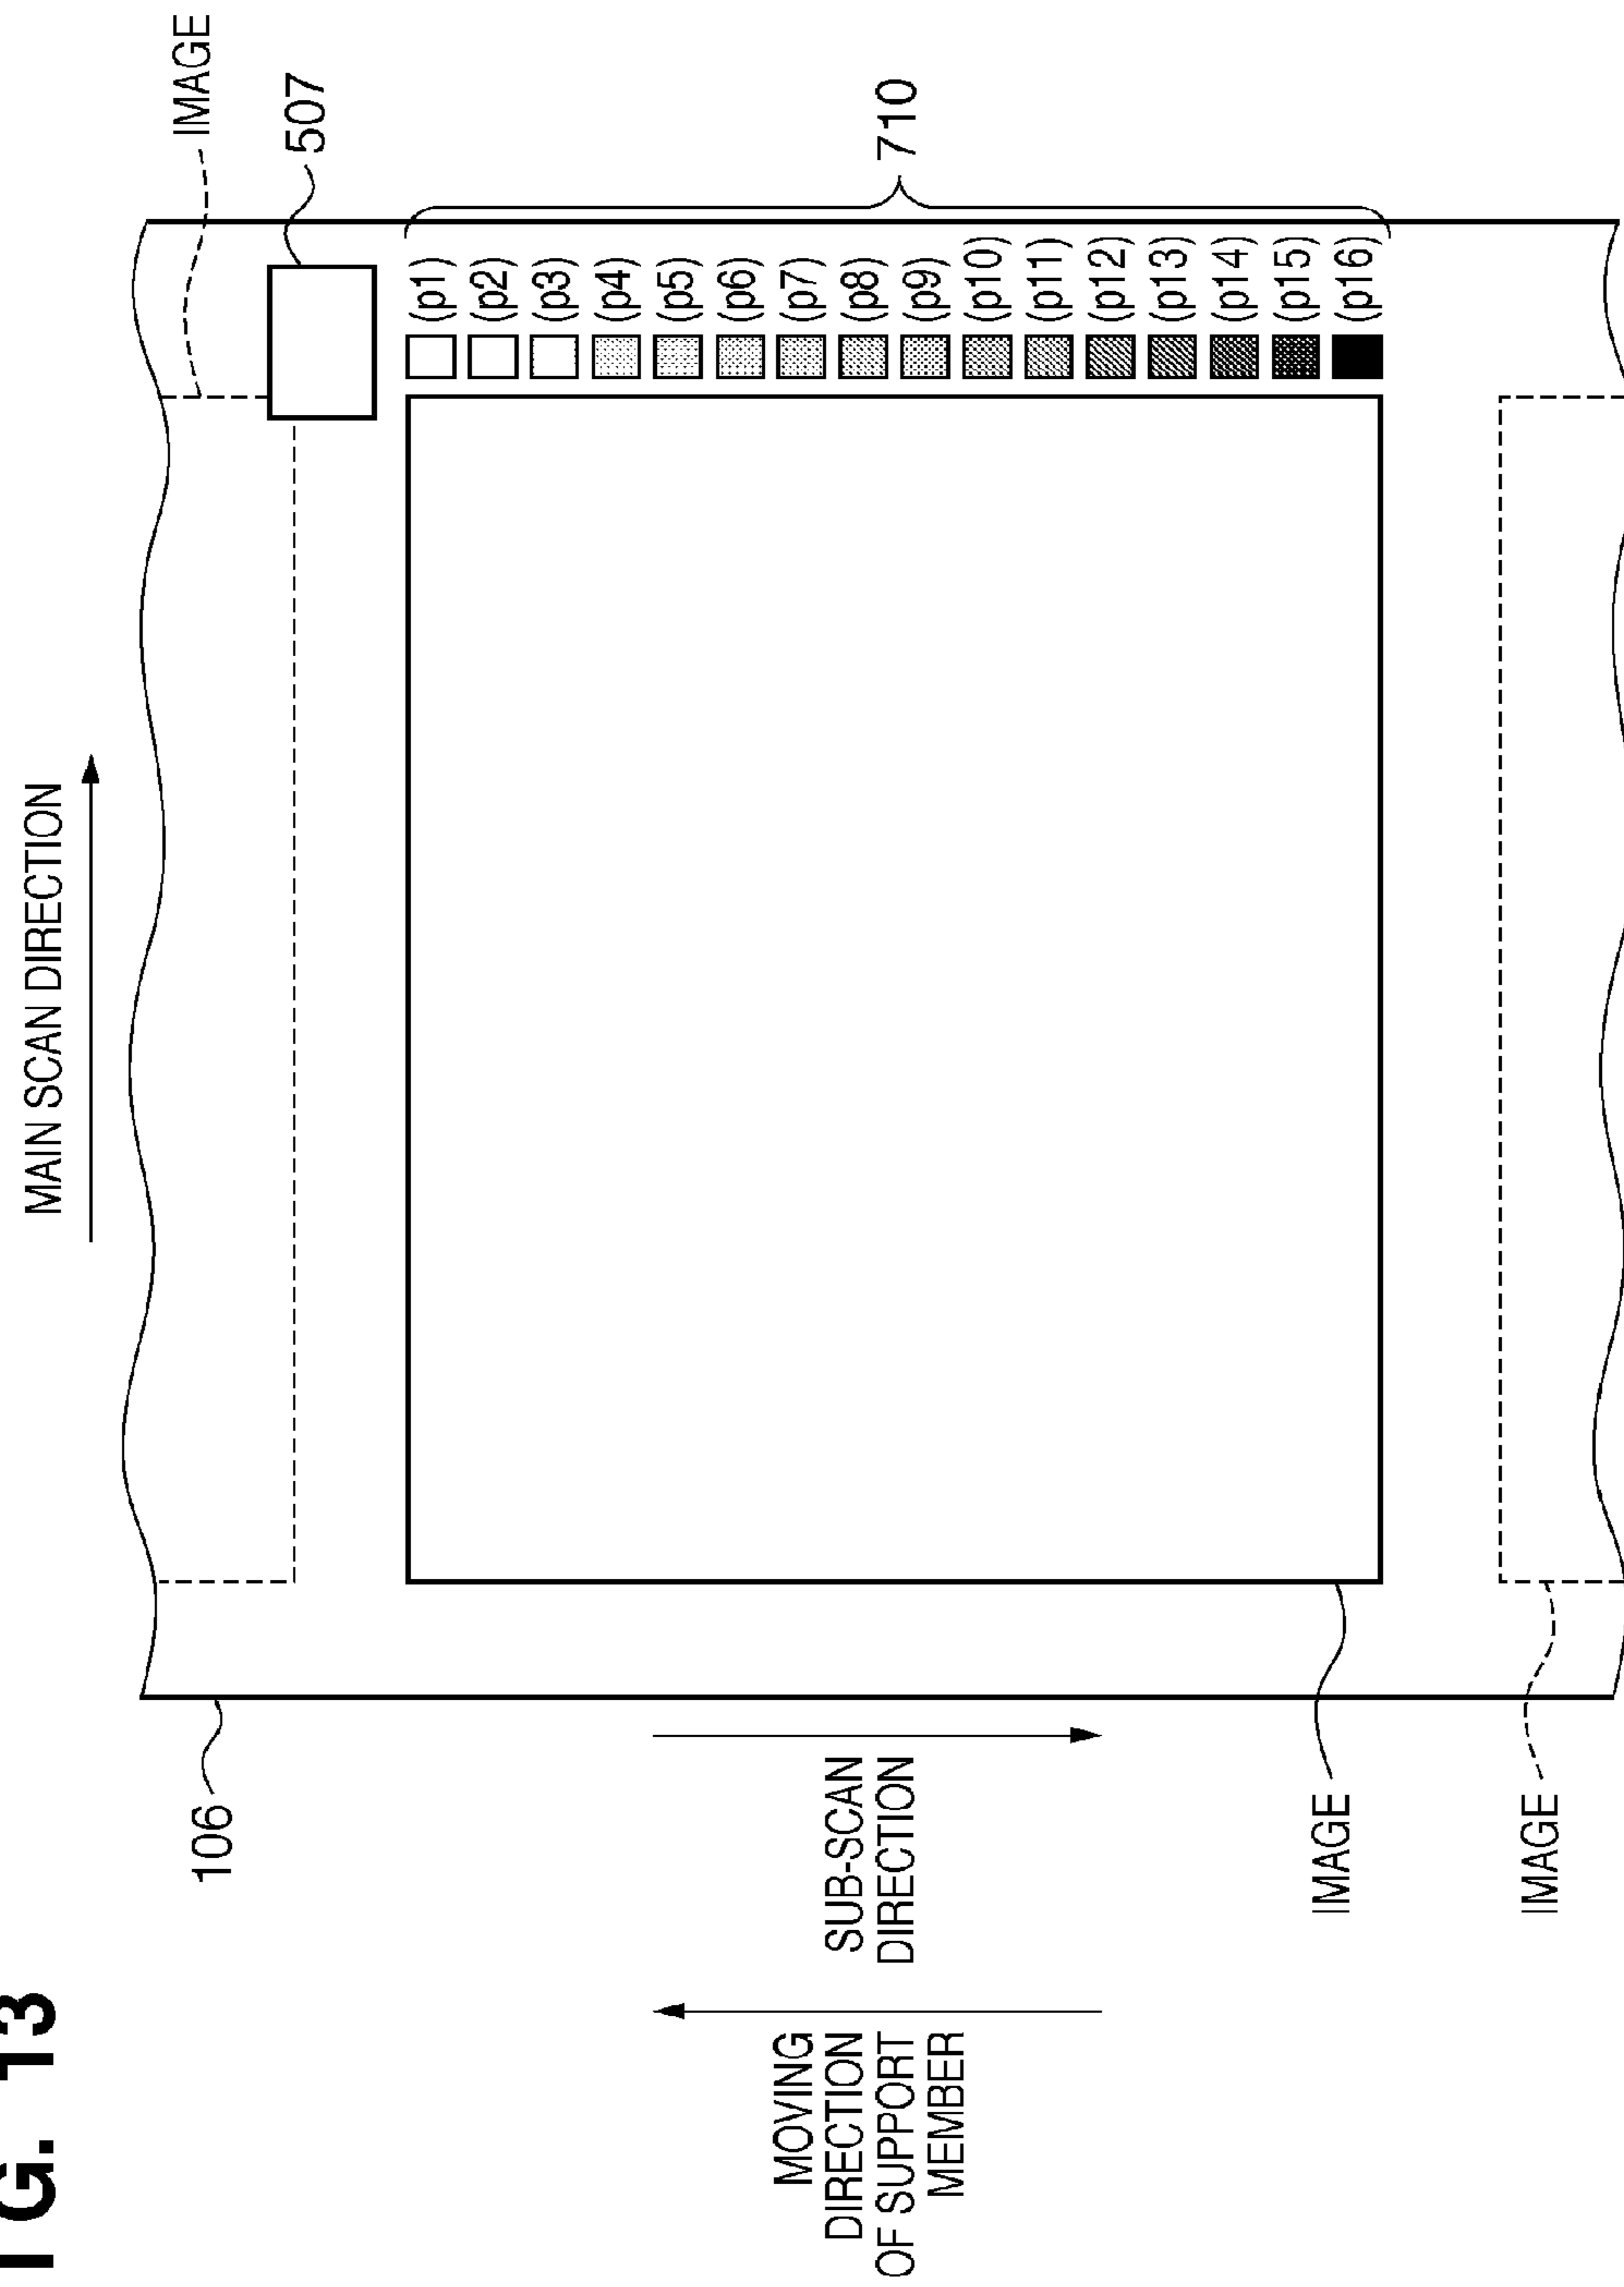 FIG. 13
MAIN SCAN DIRECTION
IMAGE
507
710
(p1)
(p2)
(p3)
(p4)
(p5)
(p6)
(p7)
(p8)
(p9)
(p10)
(p11)
(p12)
(p13)
(p14)
(p15)
(p16)
106
SUB-SCAN
DIRECTION
MOVING
DIRECTION
OF SUPPORT
MEMBER
IMAGE
IMAGE